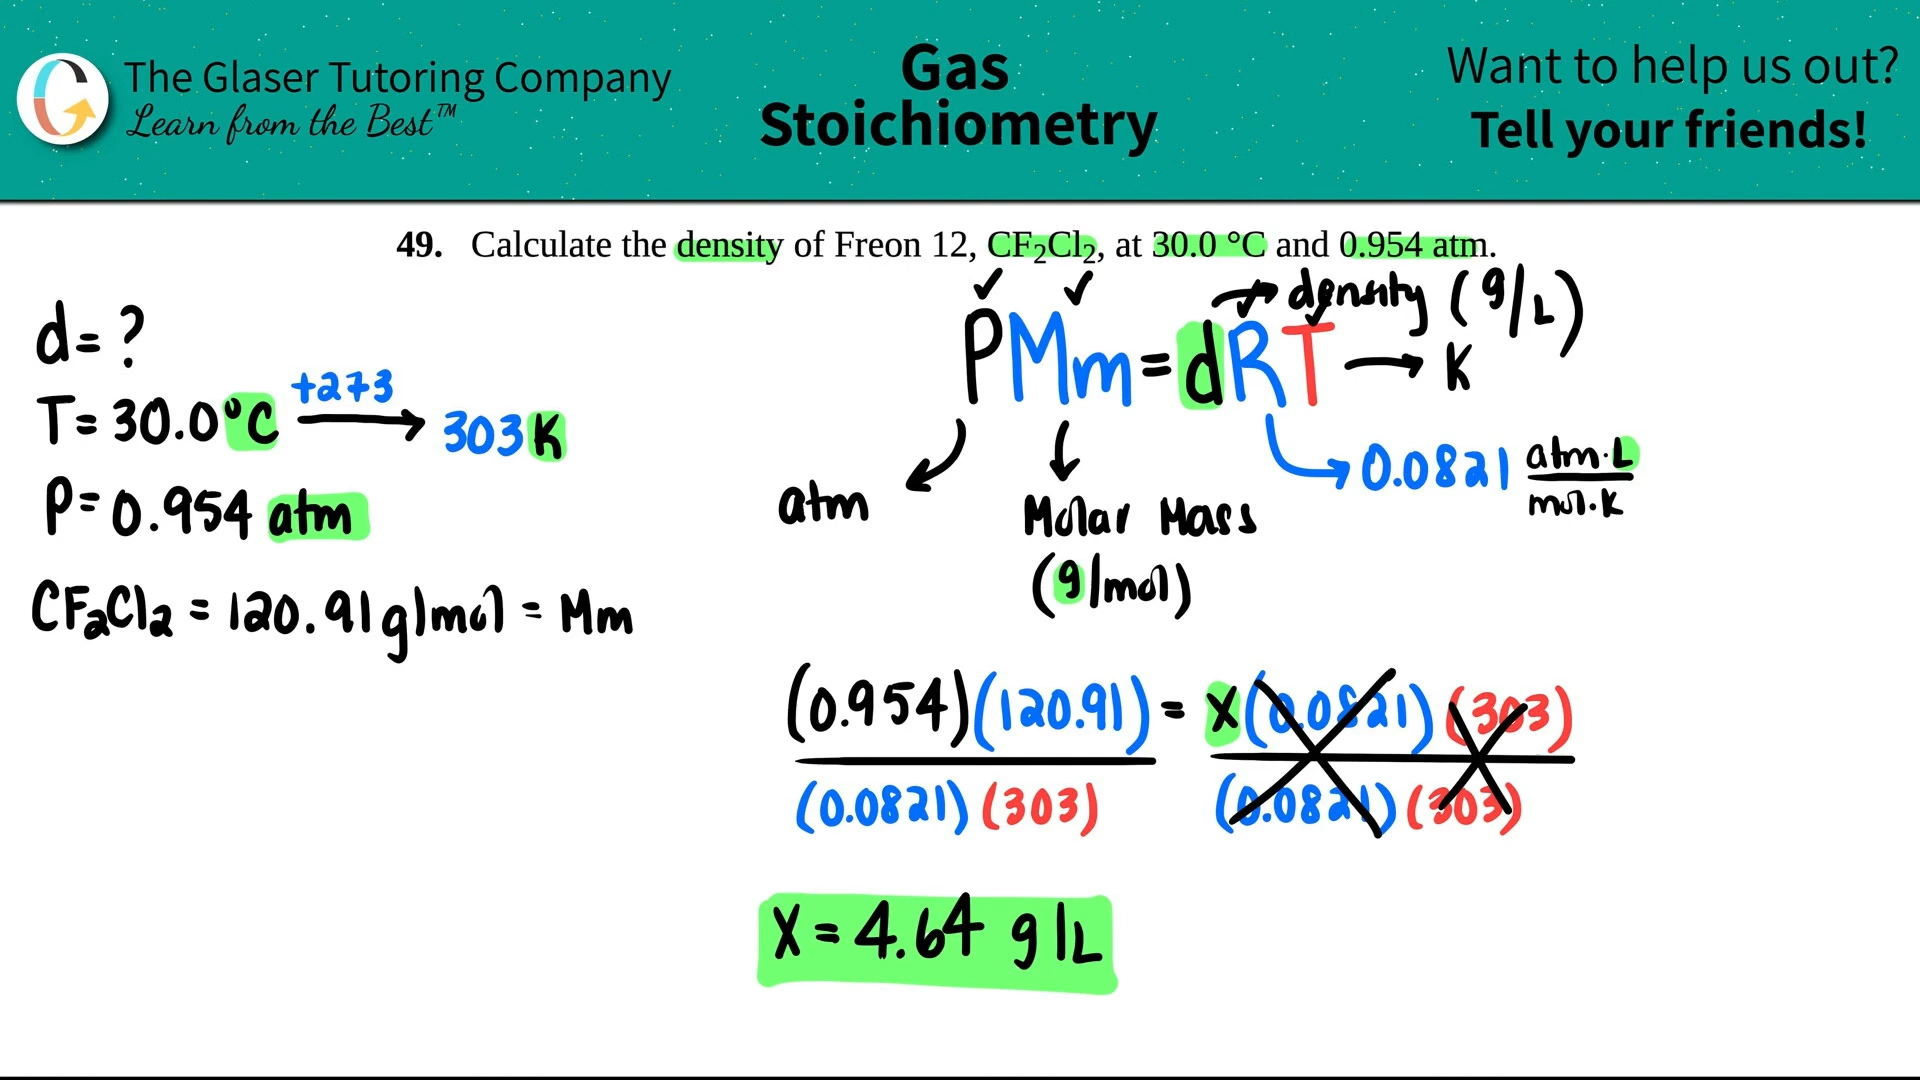 The Glaser Tutoring Company
Learn from the Best™
Gas
Stoichiometry
Want to help us out?
Tell your friends!
49. Calculate the density of Freon 12, CF₂Cl₂, at 30.0 °C and 0.954 atm.
d = ?
T = 30.0°C +273 → 303 K
P = 0.954 atm
CF₂Cl₂ = 120.91 g/mol = Mm
✓ ✓ ✓ ✓
→ density (g/L)
PMm = dRT → K
atm
Molar Mass
(g/mol)
→ 0.0821 atm·L
mol·K
(0.954)(120.91) = x(0.0821)(303)
(0.0821)(303) (0.0821)(303)
X = 4.64 g/L